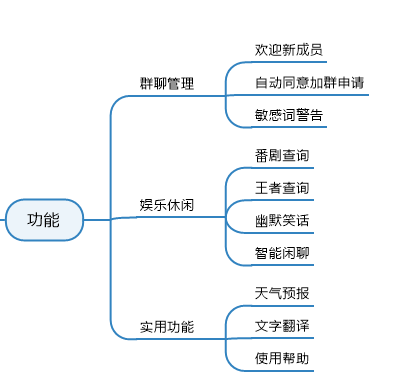 功能
群聊管理
欢迎新成员
自动同意加群申请
敏感词警告
娱乐休闲
番剧查询
王者查询
幽默笑话
智能闲聊
实用功能
天气预报
文字翻译
使用帮助